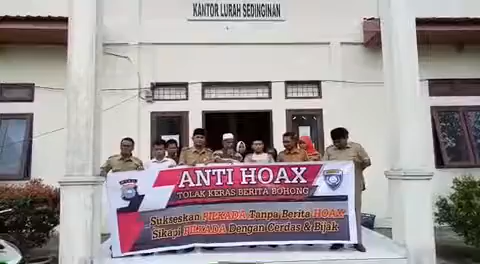 KANTOR LURAH SEDINGINAN
ANTI HOAX
TOLAK KERAS BERITA BOHONG
Sukseskan PILKADA Tanpa Berita HOAX
Sikapi PILKADA Dengan Cerdas & Bijak